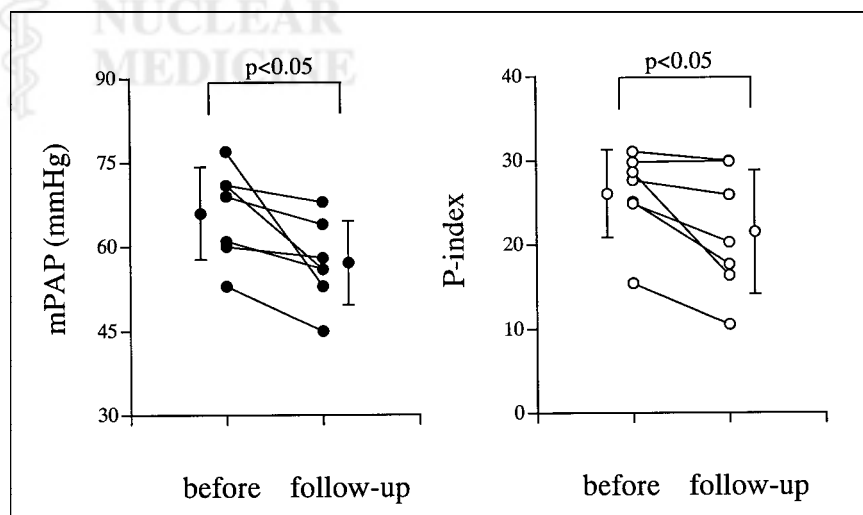 NUCLEAR
MEDICINE
p<0.05
90
75
60
45
30
mPAP (mmHg)
before
follow-up
p<0.05
40
30
20
10
0
P-index
before
follow-up